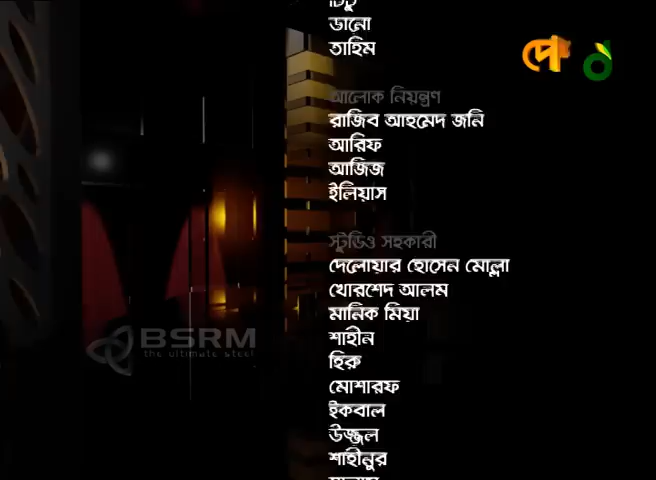 টিটু
ডানো
তাহিম
আলোক নিয়ন্ত্রণ
রাজিব আহমেদ জনি
আরিফ
আজিজ
ইলিয়াস
স্টুডিও সহকারী
দেলোয়ার হোসেন মোল্লা
খোরশেদ আলম
মানিক মিয়া
শাহীন
হিরু
মোশারফ
ইকবাল
উজ্জ্বল
শাহীনুর
BSRM
the ultimate steel